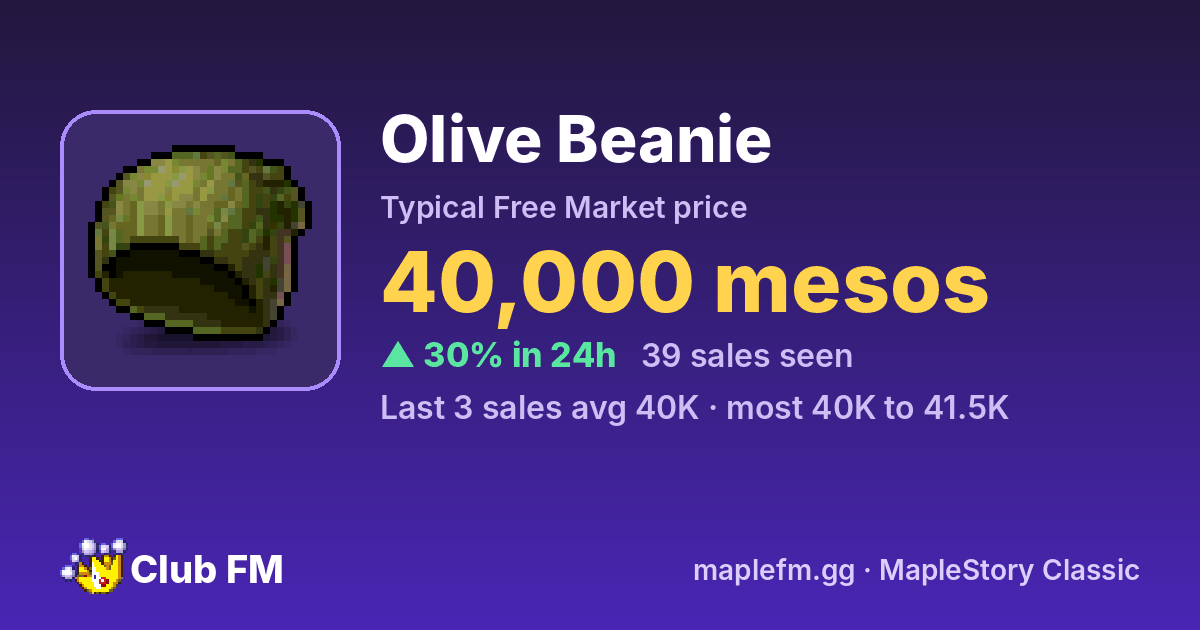 Olive Beanie
Typical Free Market price
40,000 mesos
▲ 30% in 24h 39 sales seen
Last 3 sales avg 40K · most 40K to 41.5K
Club FM
maplefm.gg · MapleStory Classic